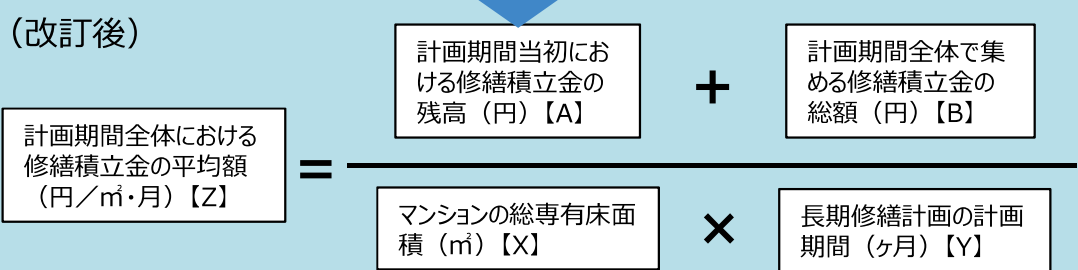 (改訂後)
計画期間当初にお
ける修繕積立金の
残高（円）【A】
+
計画期間全体で集
める修繕積立金の
総額（円）【B】
計画期間全体における
修繕積立金の平均額
（円／㎡・月）【Z】
=
マンションの総専有床面
積（㎡）【X】
×
長期修繕計画の計画
期間（ヶ月）【Y】